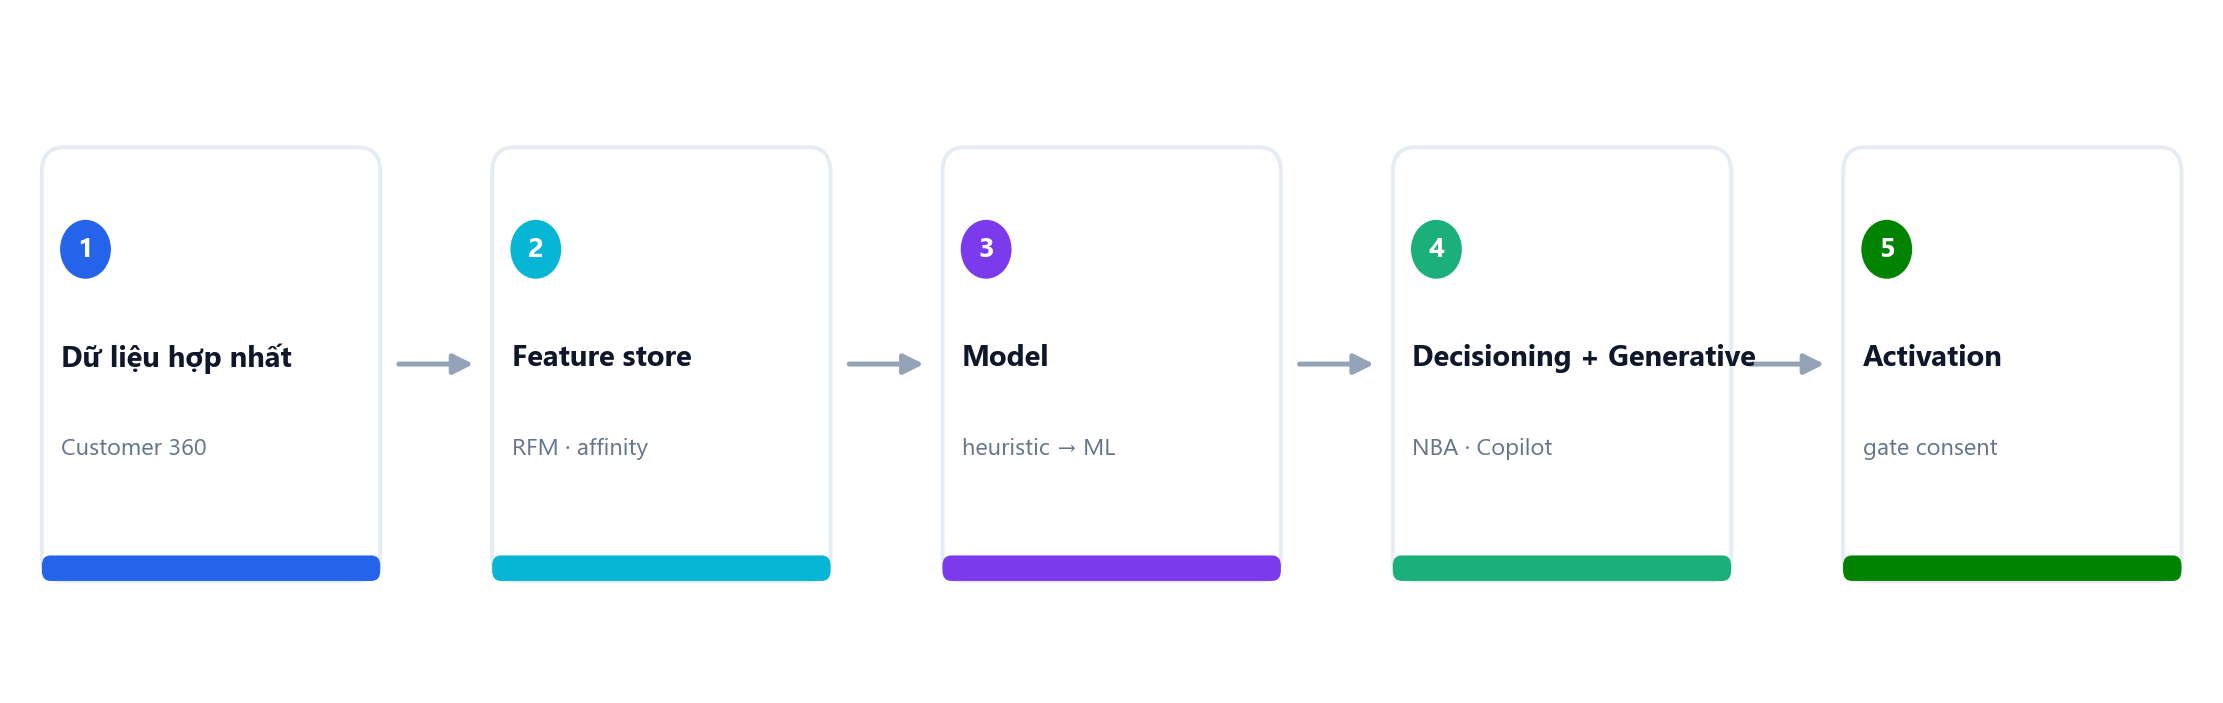 1
Dữ liệu hợp nhất
Customer 360
2
Feature store
RFM · affinity
3
Model
heuristic → ML
4
Decisioning + Generative
NBA · Copilot
5
Activation
gate consent